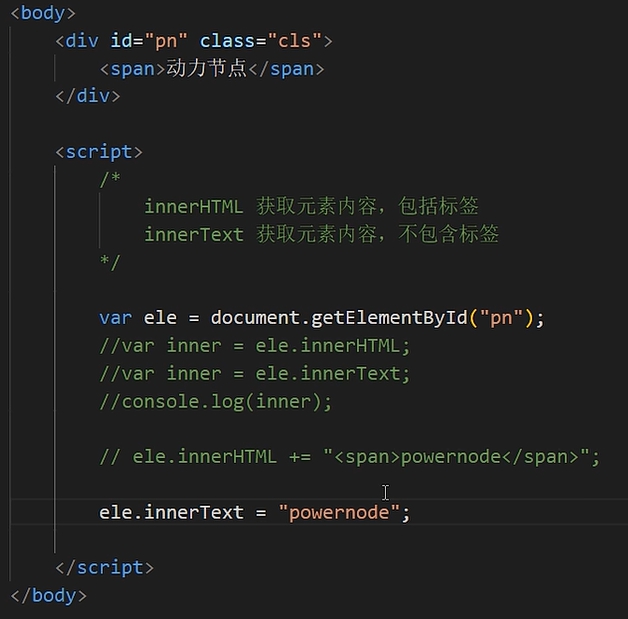 <body>
<div id="pn" class="cls">
<span>动力节点</span>
</div>
<script>
/*
innerHTML 获取元素内容，包括标签
innerText 获取元素内容，不包含标签
*/
var ele = document.getElementById("pn");
//var inner = ele.innerHTML;
//var inner = ele.innerText;
//console.log(inner);
// ele.innerHTML += "<span>powernode</span>";
ele.innerText = "powernode";
</script>
</body>